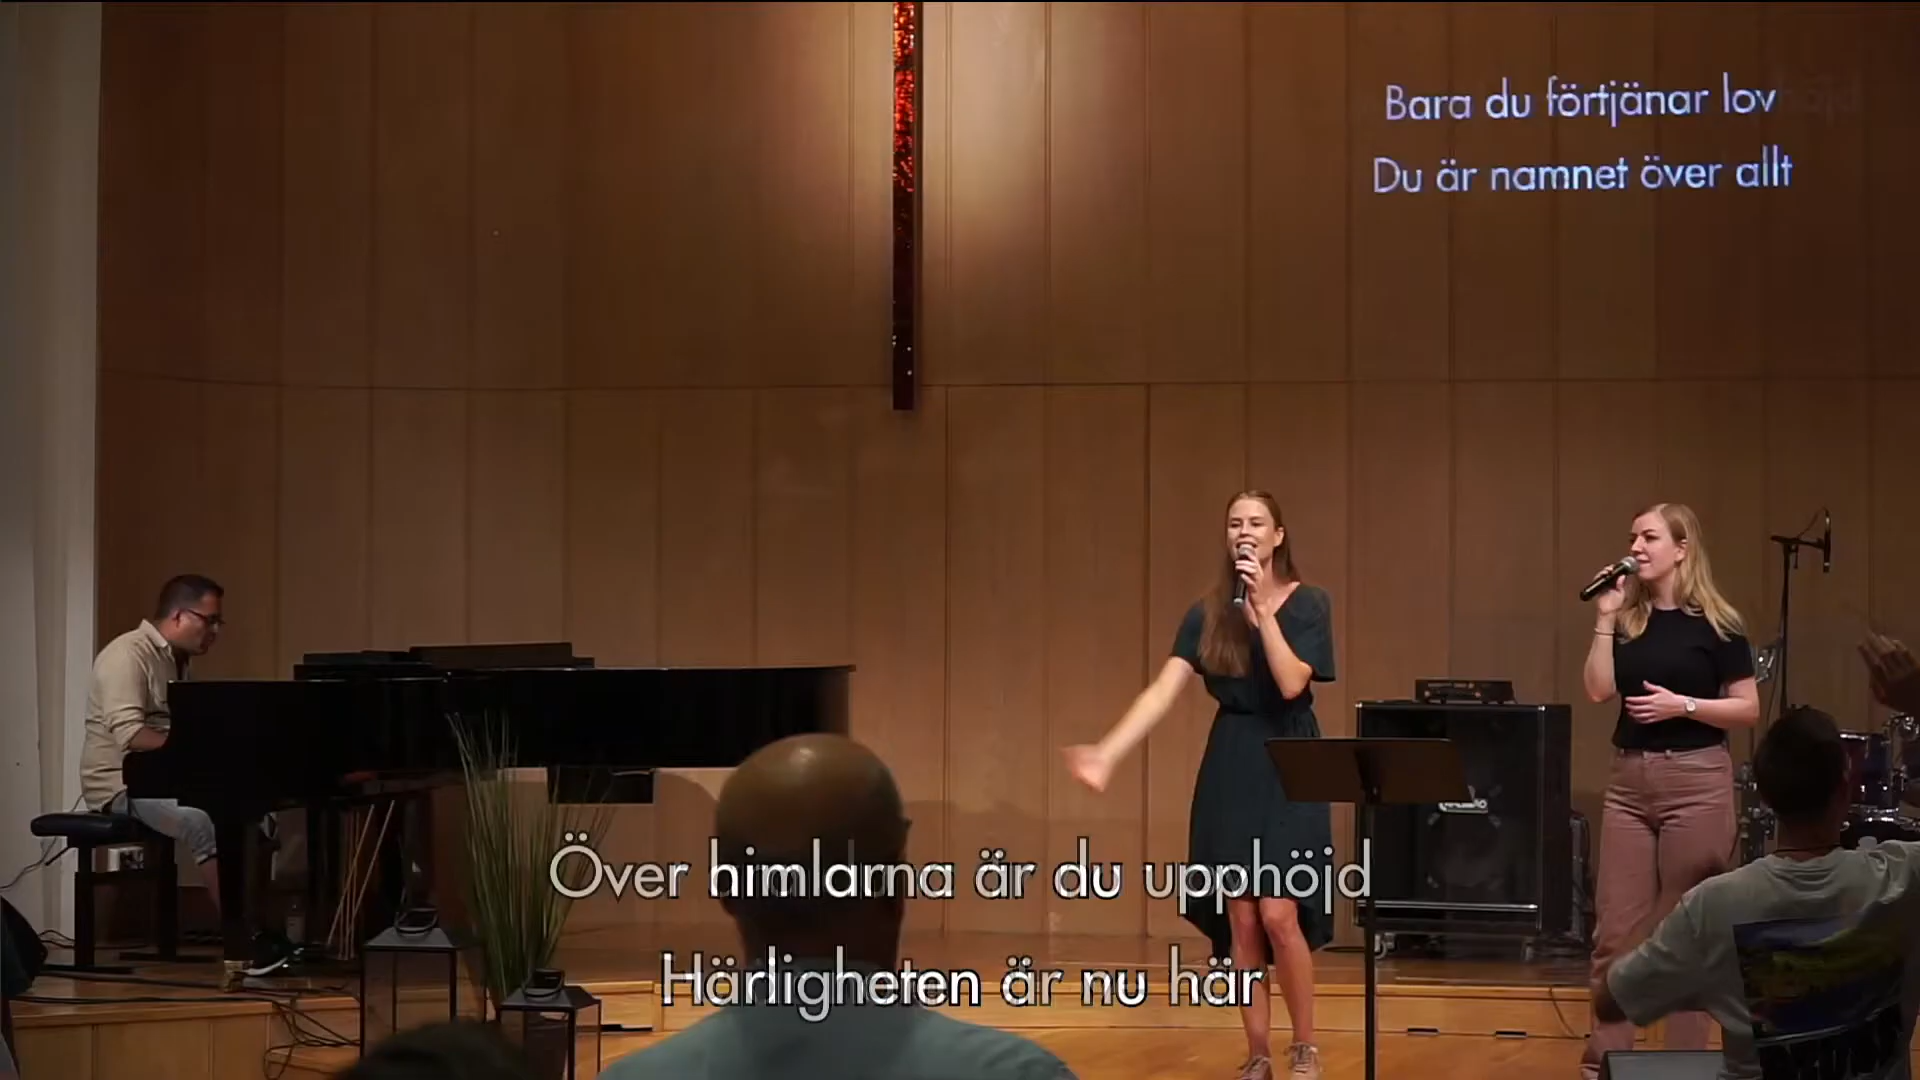 Bara du förtjänar lov
Du är namnet över allt
Över himlarna är du upphöjd
Härligheten är nu här